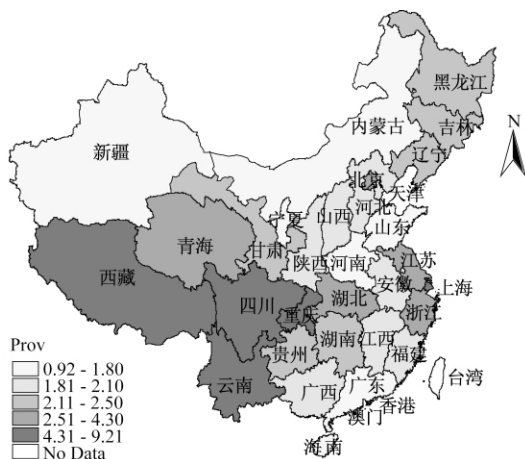 黑龙江
吉林
辽宁
内蒙古
N
新疆
北京
天津
河北
宁夏
山西
山东
青海
甘肃
陕西
河南
江苏
西藏
安徽
上海
四川
重庆
湖北
浙江
贵州
湖南
江西
福建
云南
广西
广东
台湾
香港
澳门
海南
Prov
0.92 - 1.80
1.81 - 2.10
2.11 - 2.50
2.51 - 4.30
4.31 - 9.21
No Data